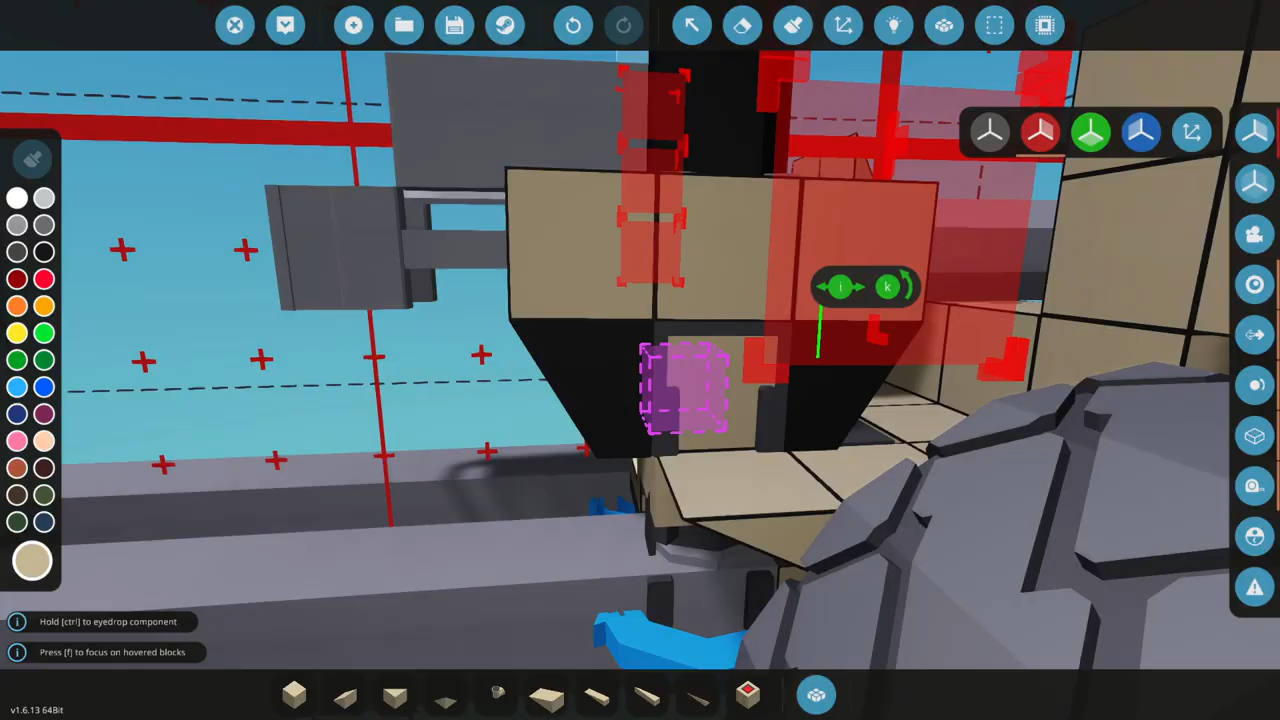 i k
Hold [ctrl] to eyedrop component
Press [f] to focus on hovered blocks
v1.6.13 64Bit